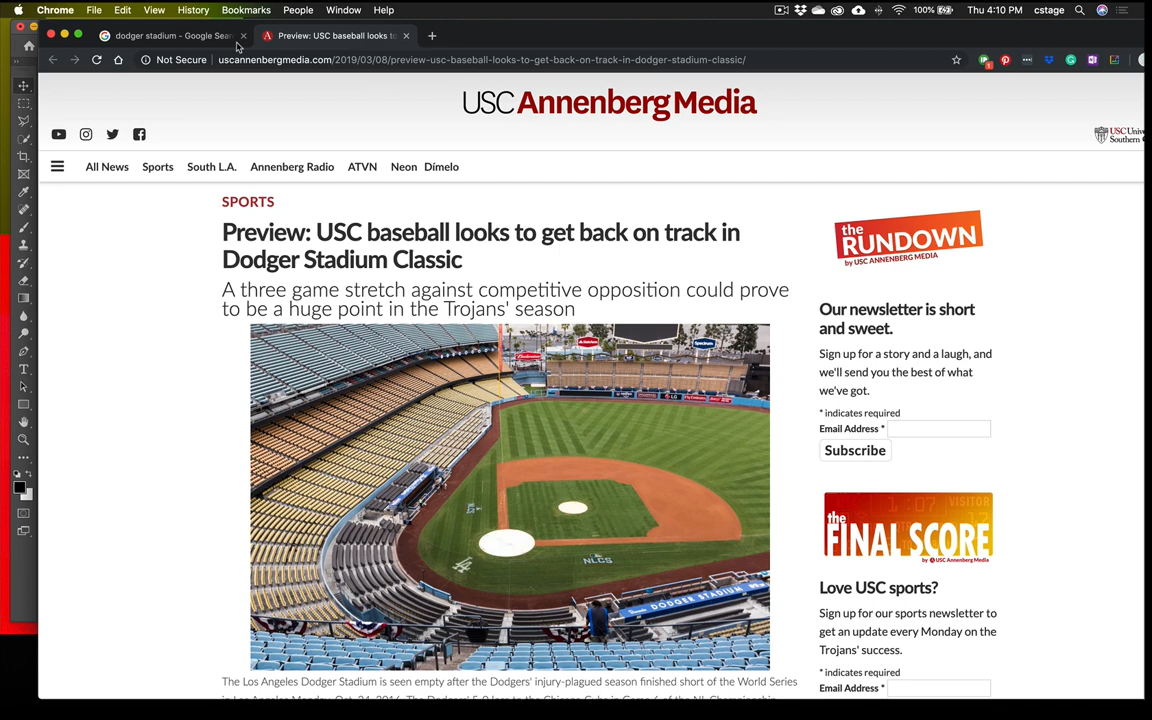 Chrome File Edit View History Bookmarks People Window Help 100% Thu 4:10 PM cstage
dodger stadium - Google Sear
Preview: USC baseball looks to
Not Secure uscannenbergmedia.com/2019/03/08/preview-usc-baseball-looks-to-get-back-on-track-in-dodger-stadium-classic/
USC Annenberg Media
USC Unive
Southern
All News Sports South L.A. Annenberg Radio ATVN Neon Dímelo
SPORTS
Preview: USC baseball looks to get back on track in
Dodger Stadium Classic
A three game stretch against competitive opposition could prove
to be a huge point in the Trojans' season
DODGER STADIUM
NLCS
LA
The Los Angeles Dodger Stadium is seen empty after the Dodgers' injury-plagued season finished short of the World Series
the RUNDOWN
by USC ANNENBERG MEDIA
Our newsletter is short
and sweet.
Sign up for a story and a laugh, and
we'll send you the best of what
we've got.
* indicates required
Email Address *
Subscribe
1:07 VISITOR
the FINAL SCORE
by USC ANNENBERG MEDIA
Love USC sports?
Sign up for our sports newsletter to
get an update every Monday on the
Trojans' success.
* indicates required
Email Address *